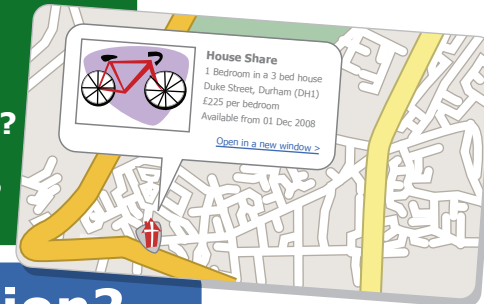 House Share
1 Bedroom in a 3 bed house
Duke Street, Durham (DH1)
£225 per bedroom
Available from 01 Dec 2008
Open in a new window >
?